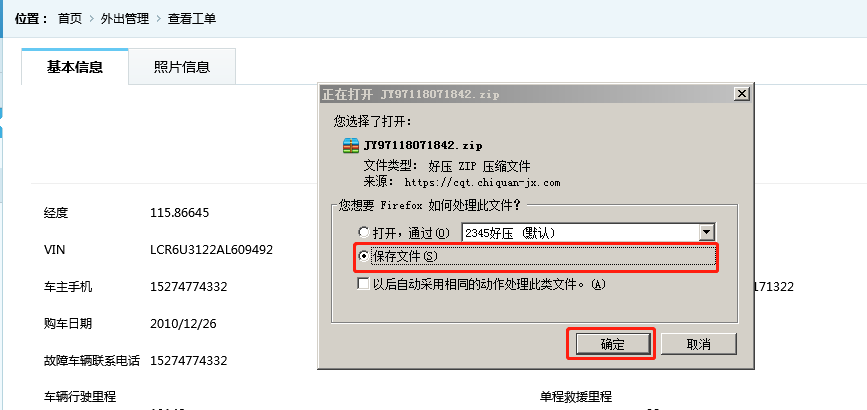 位置： 首页 > 外出管理 > 查看工单
基本信息 照片信息
正在打开 JY97118071842.zip
您选择了打开：
JY97118071842.zip
文件类型： 好压 ZIP 压缩文件
来源： https://cqt.chiquan-jx.com
您想要 Firefox 如何处理此文件？
打开，通过(O) 2345好压 (默认)
保存文件(S)
以后自动采用相同的动作处理此类文件。(A)
确定 取消
经度 115.86645
VIN LCR6U3122AL609492
车主手机 15274774332 171322
购车日期 2010/12/26
故障车辆联系电话 15274774332
车辆行驶里程 单程救援里程